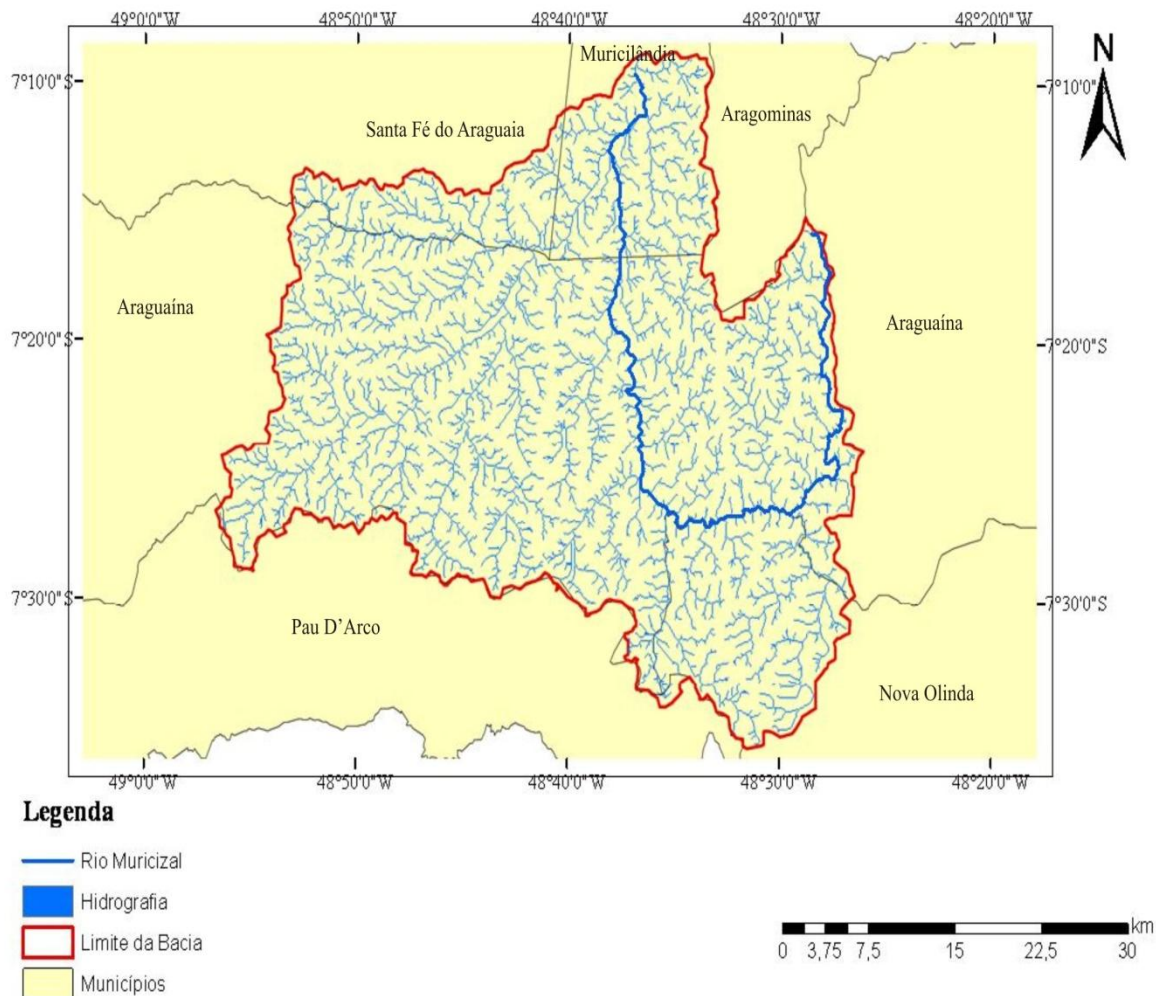 49°0'0"W 48°50'0"W 48°40'0"W 48°30'0"W 48°20'0"W
N
Muricilândia
7°10'0"S 7°10'0"S
Aragominas
Santa Fé do Araguaia
Araguaína
Araguaína
7°20'0"S 7°20'0"S
7°30'0"S 7°30'0"S
Pau D'Arco
Nova Olinda
49°0'0"W 48°50'0"W 48°40'0"W 48°30'0"W 48°20'0"W
Legenda
Rio Muricizal
Hidrografia
Limite da Bacia
Municípios
km
0 3,75 7,5 15 22,5 30